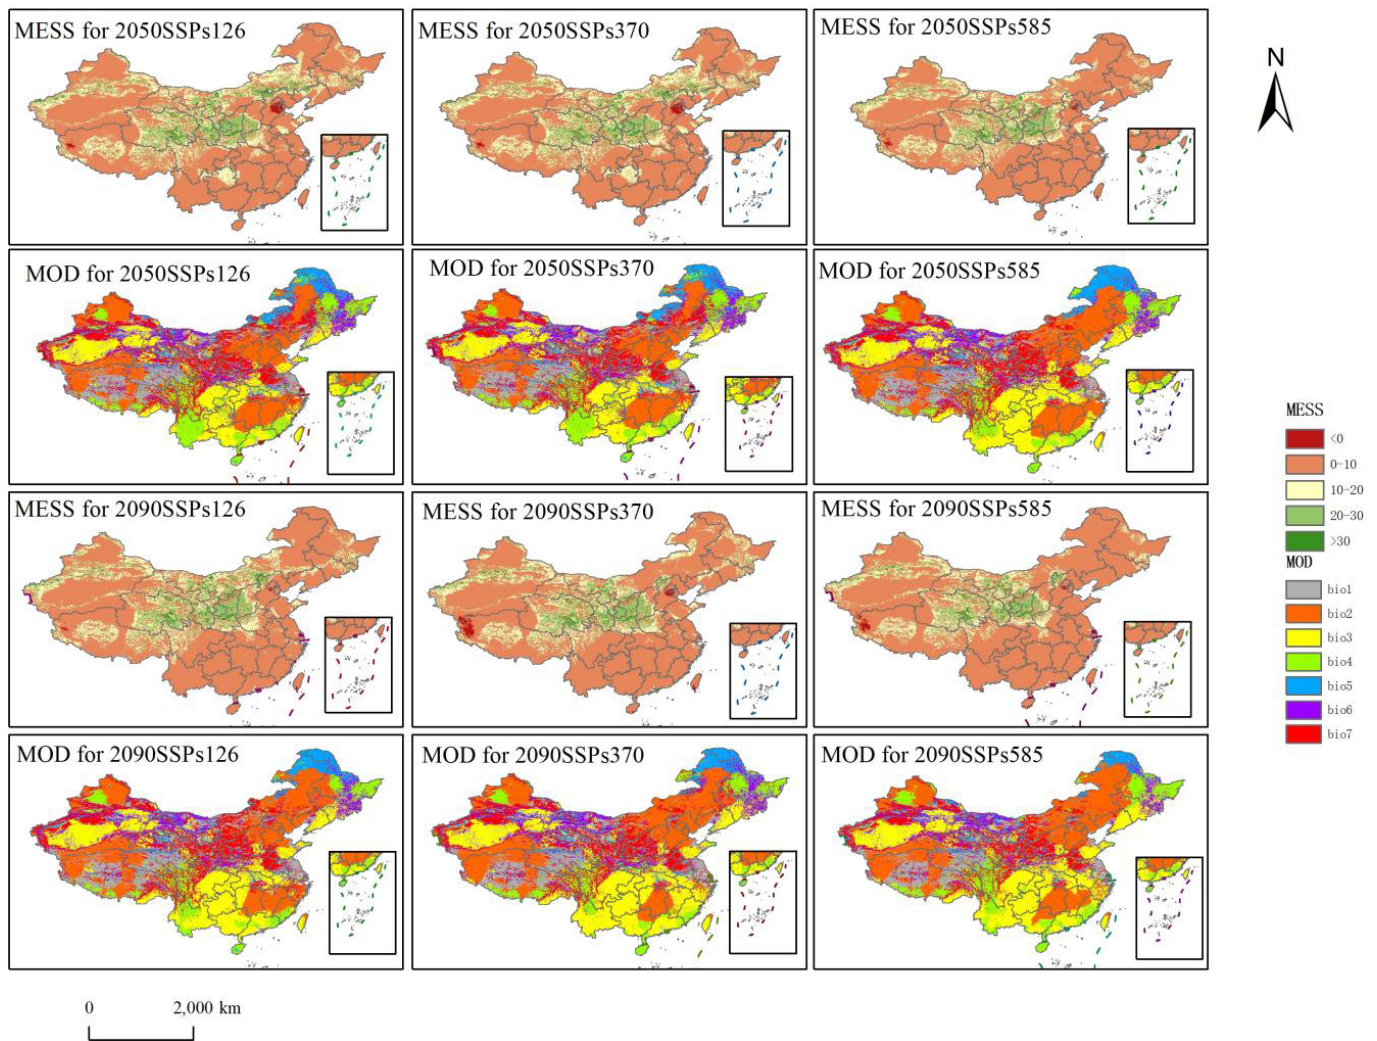 MESS for 2050SSPs126
MESS for 2050SSPs370
MESS for 2050SSPs585
N
MOD for 2050SSPs126
MOD for 2050SSPs370
MOD for 2050SSPs585
MESS for 2090SSPs126
MESS for 2090SSPs370
MESS for 2090SSPs585
MOD for 2090SSPs126
MOD for 2090SSPs370
MOD for 2090SSPs585
MESS
<0
0-10
10-20
20-30
>30
MOD
bio1
bio2
bio3
bio4
bio5
bio6
bio7
0 2,000 km